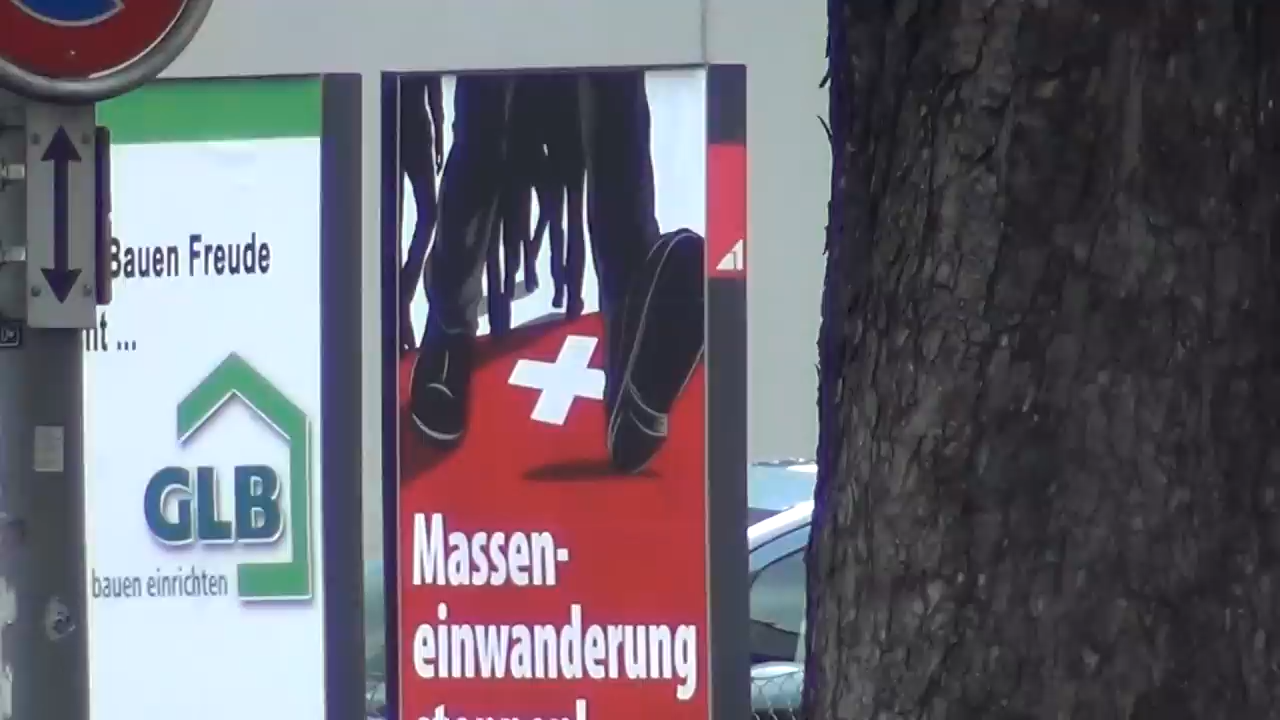 Bauen Freude
...
GLB
bauen einrichten
Massen-
einwanderung